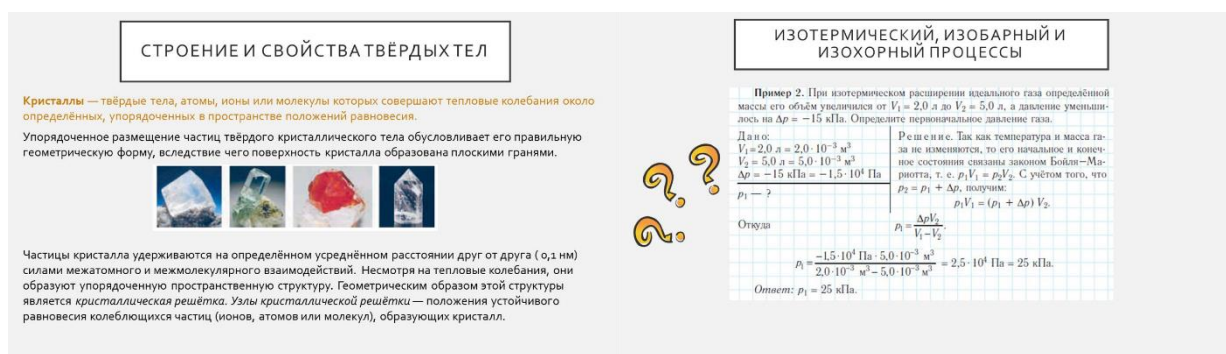 СТРОЕНИЕ И СВОЙСТВА ТВЁРДЫХ ТЕЛ
Кристаллы — твёрдые тела, атомы, ионы или молекулы которых совершают тепловые колебания около
определённых, упорядоченных в пространстве положений равновесия.
Упорядоченное размещение частиц твёрдого кристаллического тела обусловливает его правильную
геометрическую форму, вследствие чего поверхность кристалла образована плоскими гранями.
Частицы кристалла удерживаются на определённом усреднённом расстоянии друг от друга ( 0,1 нм)
силами межатомного и межмолекулярного взаимодействий. Несмотря на тепловые колебания, они
образуют упорядоченную пространственную структуру. Геометрическим образом этой структуры
является кристаллическая решётка. Узлы кристаллической решётки — положения устойчивого
равновесия колеблющихся частиц (ионов, атомов или молекул), образующих кристалл.
ИЗОТЕРМИЧЕСКИЙ, ИЗОБАРНЫЙ И
ИЗОХОРНЫЙ ПРОЦЕССЫ
Пример 2. При изотермическом расширении идеального газа определённой
массы его объём увеличился от V₁ = 2,0 л до V₂ = 5,0 л, а давление уменьши-
лось на Δp = −15 кПа. Определите первоначальное давление газа.
Дано:
V₁ = 2,0 л = 2,0 · 10⁻³ м³
V₂ = 5,0 л = 5,0 · 10⁻³ м³
Δp = −15 кПа = −1,5 · 10⁴ Па
p₁ — ?
Решение. Так как температура и масса га-
за не изменяются, то его начальное и конеч-
ное состояния связаны законом Бойля—Ма-
риотта, т. е. p₁V₁ = p₂V₂. С учётом того, что
p₂ = p₁ + Δp, получим:
p₁V₁ = (p₁ + Δp) V₂.
Откуда p₁ = ΔpV₂ / (V₁ − V₂).
p₁ = −1,5 · 10⁴ Па · 5,0 · 10⁻³ м³ / (2,0 · 10⁻³ м³ − 5,0 · 10⁻³ м³) = 2,5 · 10⁴ Па = 25 кПа.
Ответ: p₁ = 25 кПа.